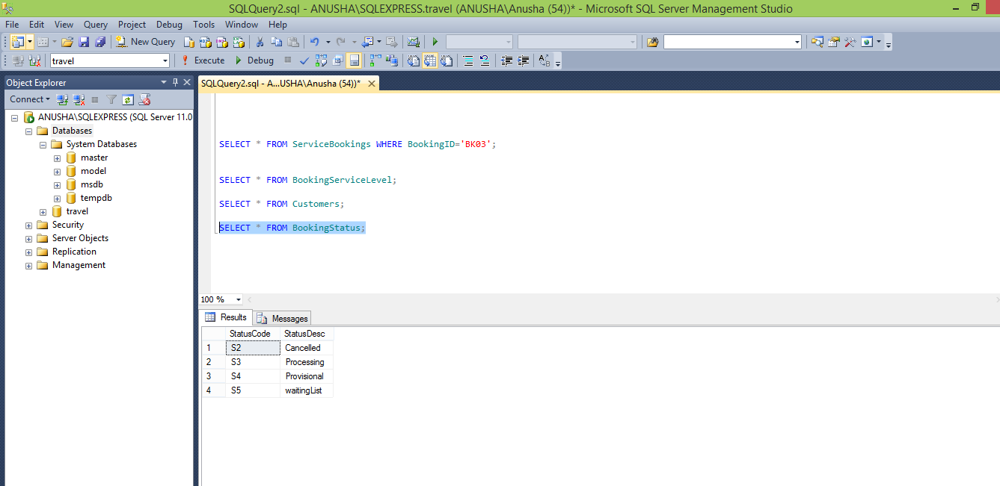 SQLQuery2.sql - ANUSHA\SQLEXPRESS.travel (ANUSHA\Anusha (54))* - Microsoft SQL Server Management Studio
File Edit View Query Project Debug Tools Window Help
New Query
travel Execute Debug
Object Explorer
SQLQuery2.sql - A...USHA\Anusha (54))*
Connect
ANUSHA\SQLEXPRESS (SQL Server 11.0
Databases
System Databases
master
model
msdb
tempdb
travel
Security
Server Objects
Replication
Management
SELECT * FROM ServiceBookings WHERE BookingID='BK03';
SELECT * FROM BookingServiceLevel;
SELECT * FROM Customers;
SELECT * FROM BookingStatus;
100 %
Results Messages
StatusCode StatusDesc
1 S2 Cancelled
2 S3 Processing
3 S4 Provisional
4 S5 waitingList